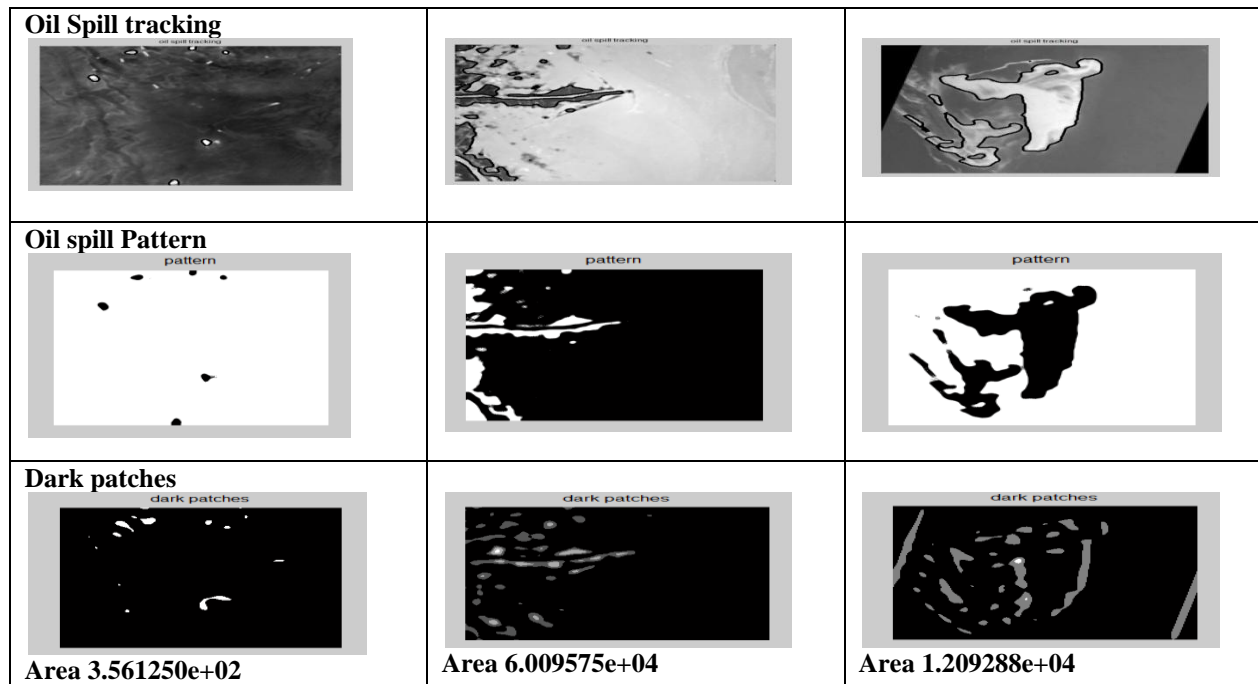 Oil Spill tracking
oil spill tracking
oil spill tracking
oil spill tracking
Oil spill Pattern
pattern
pattern
pattern
Dark patches
dark patches
dark patches
dark patches
Area 3.561250e+02
Area 6.009575e+04
Area 1.209288e+04